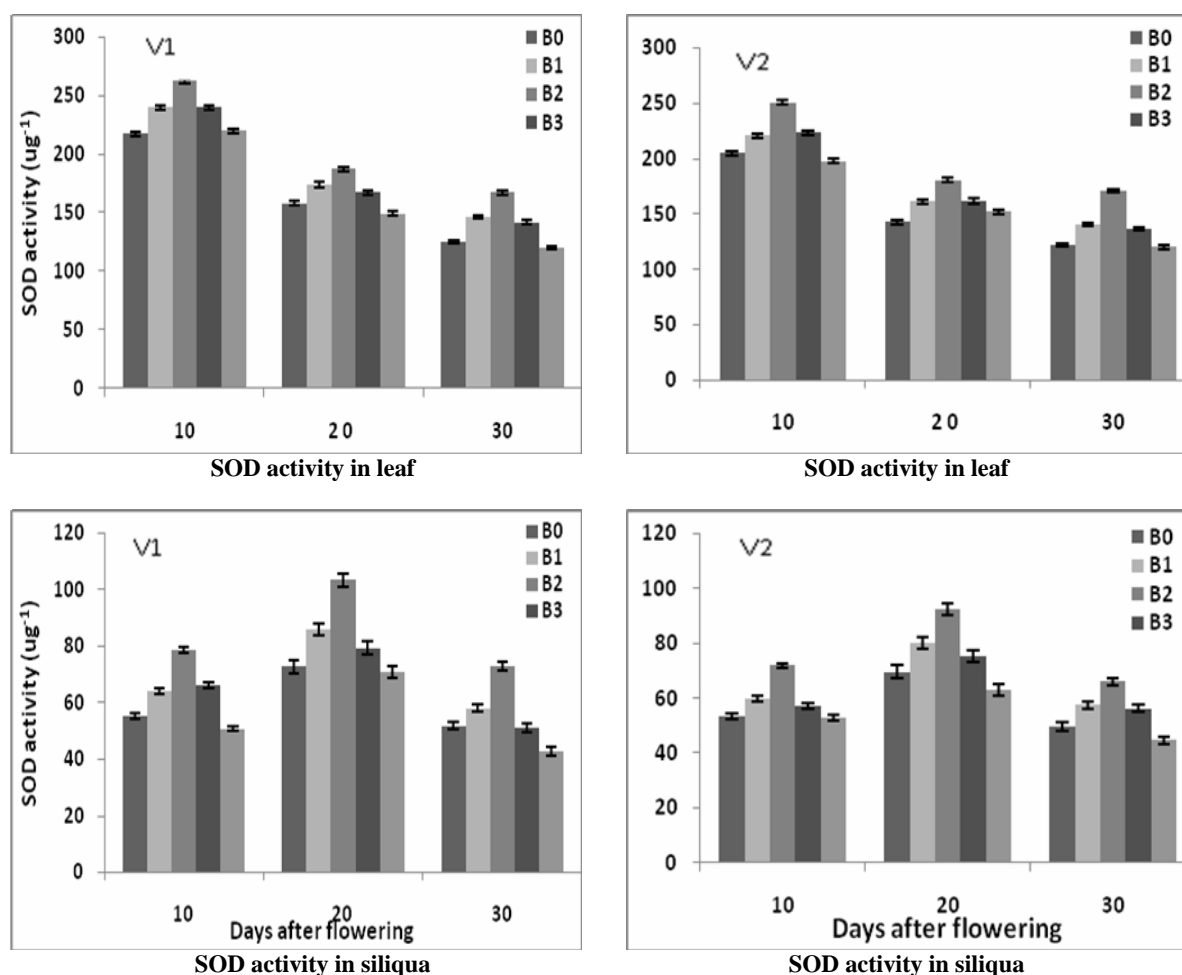 V1
B0
B1
B2
B3
SOD activity (ug-1)
300
250
200
150
100
50
0
10 20 30
SOD activity in leaf
V2
B0
B1
B2
B3
300
250
200
150
100
50
0
10 20 30
SOD activity in leaf
V1
B0
B1
B2
B3
SOD activity (ug-1)
120
100
80
60
40
20
0
10 20 30
Days after flowering
SOD activity in siliqua
V2
B0
B1
B2
B3
120
100
80
60
40
20
0
10 20 30
Days after flowering
SOD activity in siliqua